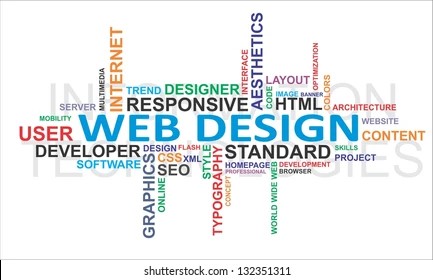 INTERNET
MULTIMEDIA
TREND
DESIGNER
INTERFACE
AESTHETICS
LAYOUT
CODE
IMAGE
BANNER
OPTIMIZATION
COLORS
INFORMATION
SERVER
RESPONSIVE
HTML
ARCHITECTURE
MOBILITY
WEBSITE
USER
WEB DESIGN
CONTENT
DEVELOPER
DESIGN
FLASH
STYLE
STANDARD
SKILLS
TECHNOLOGIES
SOFTWARE
GRAPHICS
CSS
XML
HOMEPAGE
DEVELOPMENT
PROJECT
ONLINE
SEO
TYPOGRAPHY
CONCEPT
PROFESSIONAL
WORLD WIDE WEB
BROWSER
shutterstock.com · 132351311